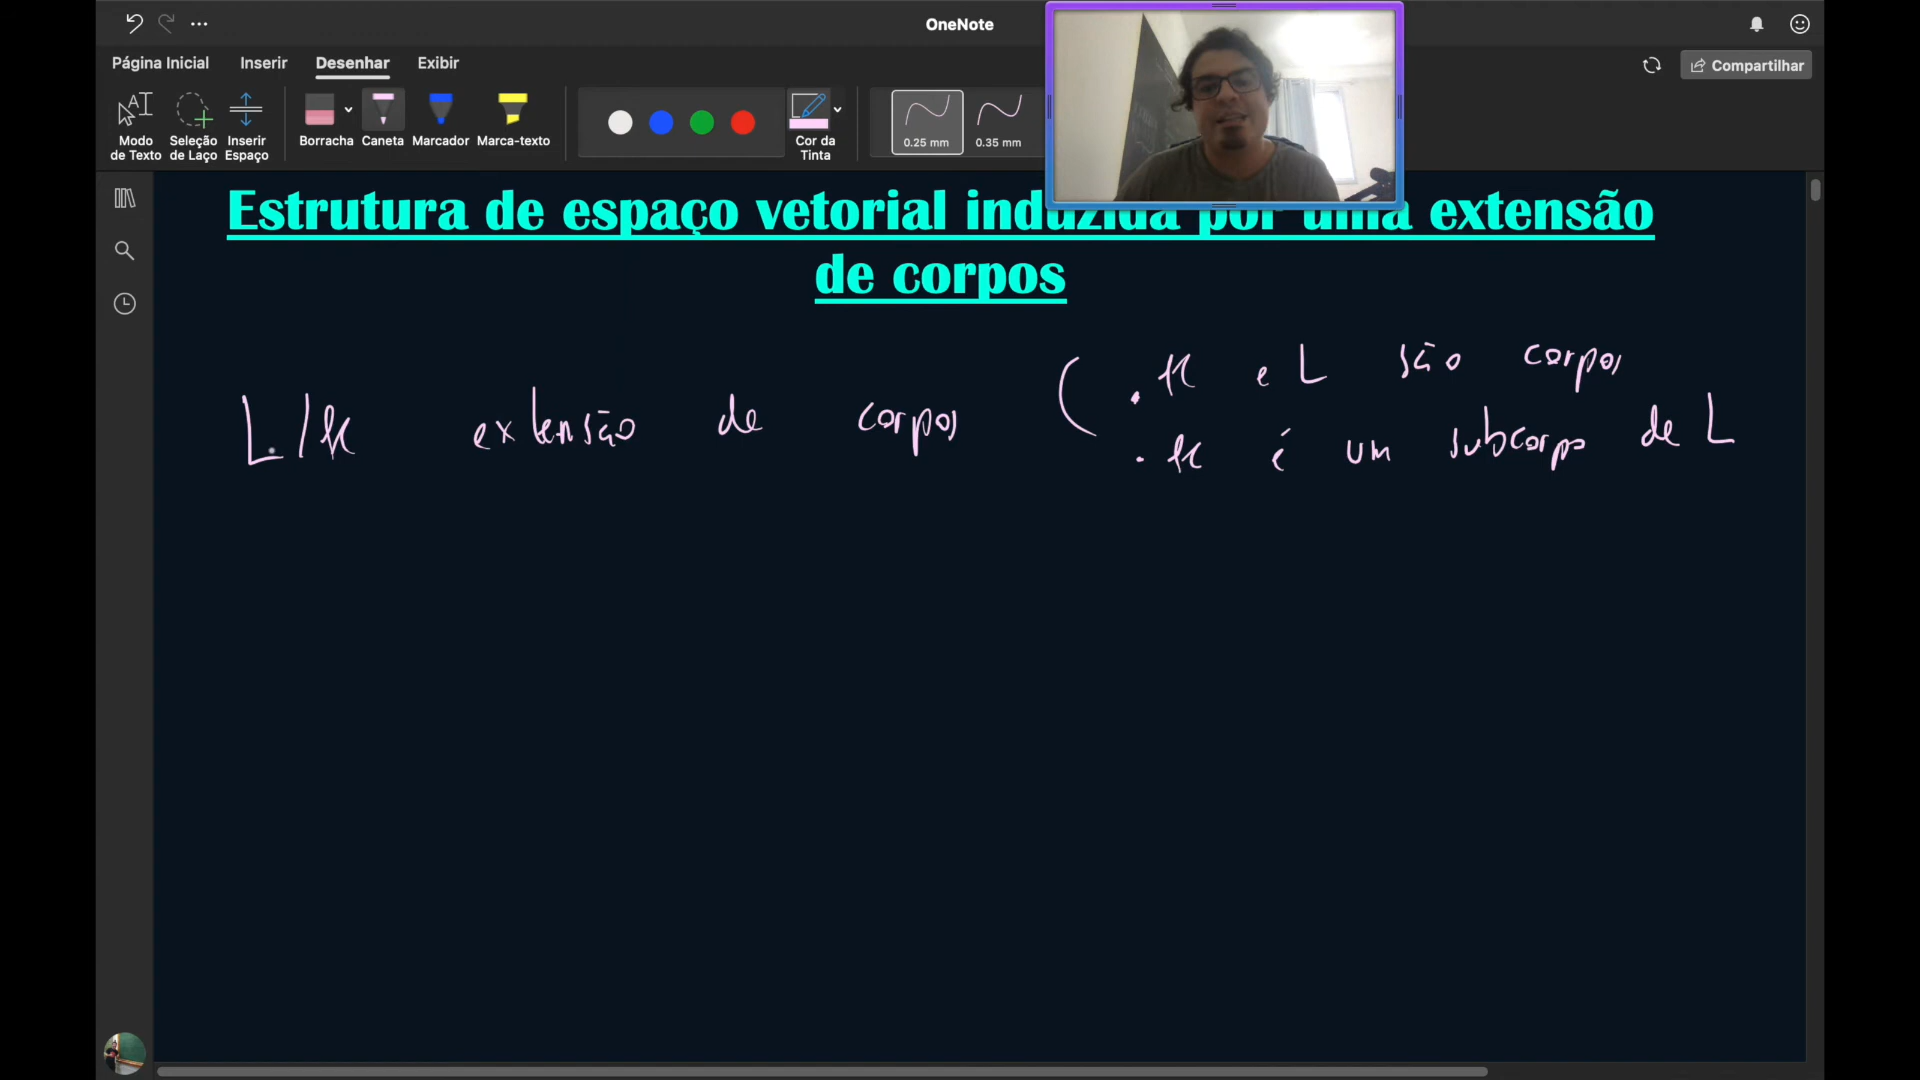 OneNote
Página Inicial Inserir Desenhar Exibir
Compartilhar
Modo de Texto
Seleção de Laço
Inserir Espaço
Borracha
Caneta
Marcador
Marca-texto
Cor da Tinta
0.25 mm
0.35 mm
Estrutura de espaço vetorial induzida por uma extensão
de corpos
L/K extensão de corpos
( . K e L são corpos
. K é um subcorpo de L